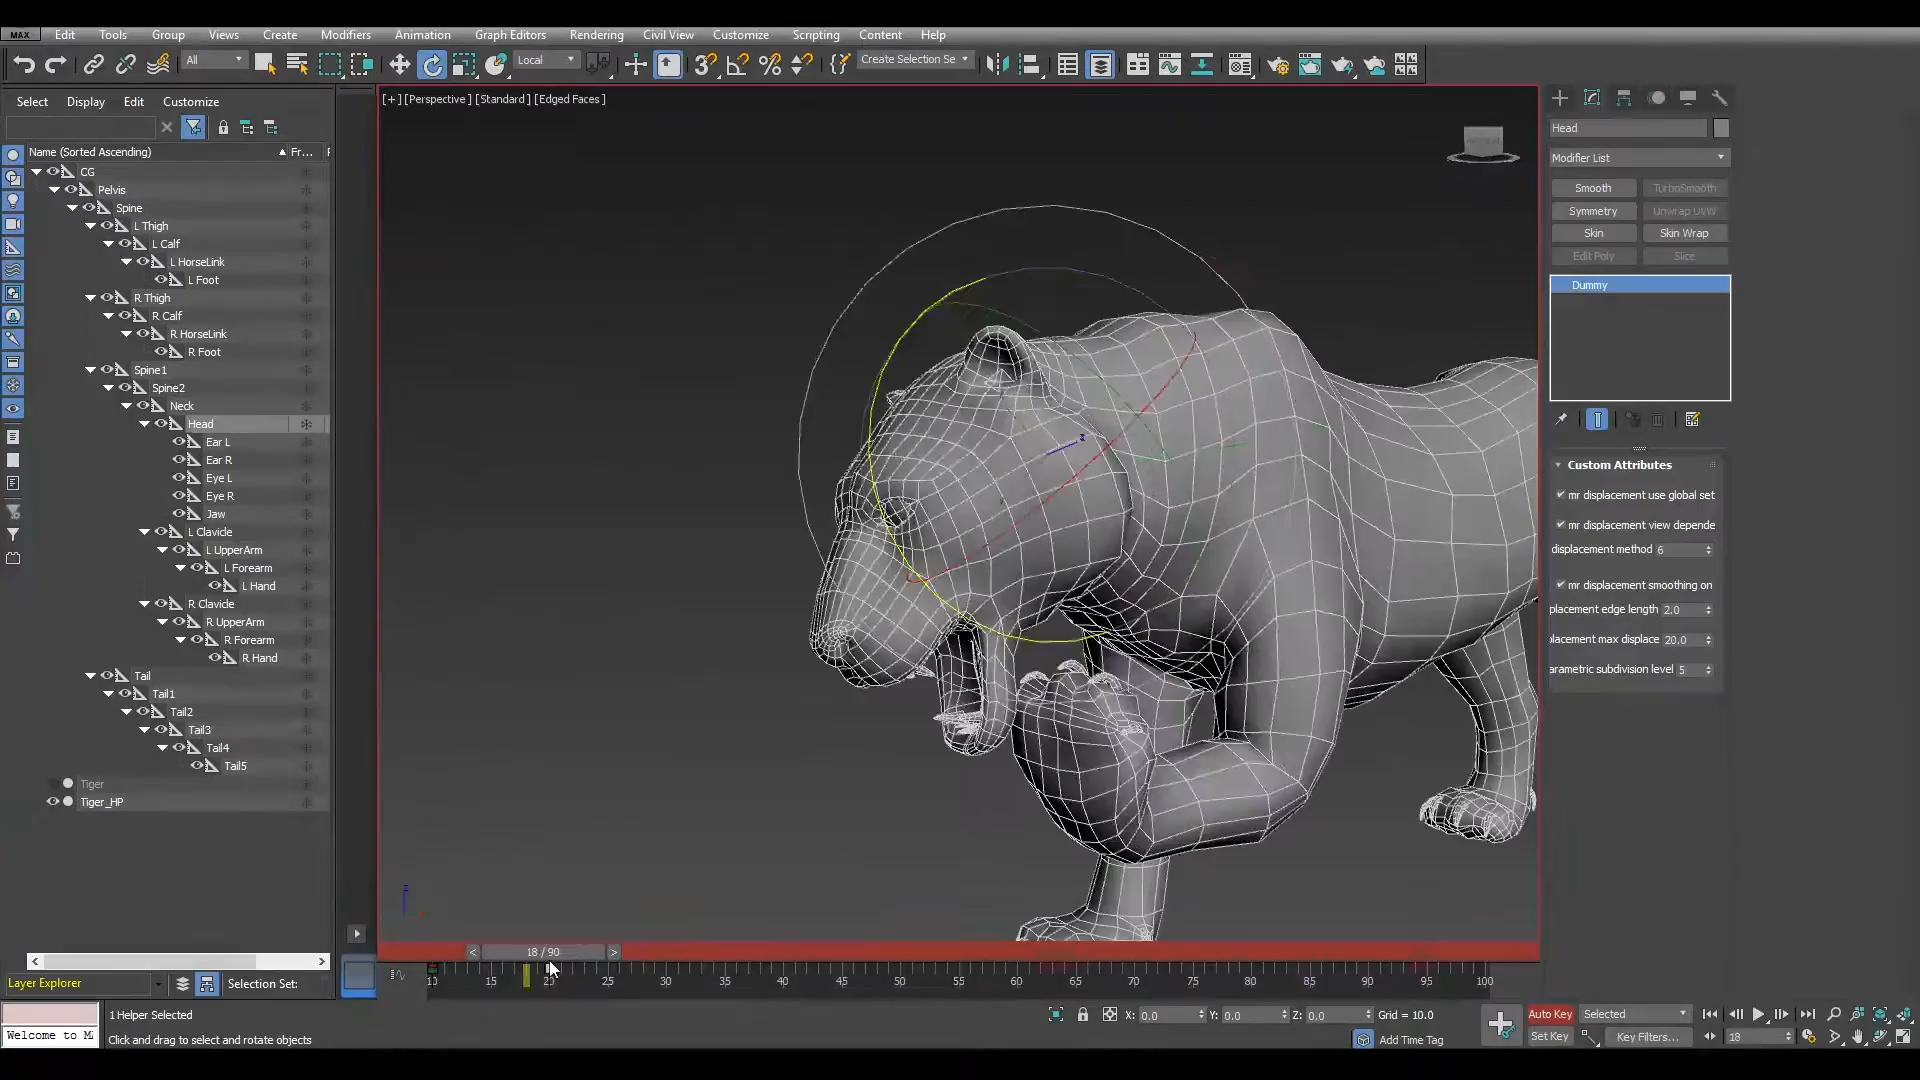 MAX Edit Tools Group Views Create Modifiers Animation Graph Editors Rendering Civil View Customize Scripting Content Help
All Local Create Selection Se
Select Display Edit Customize
[+] [Perspective] [Standard] [Edged Faces]
Head
Name (Sorted Ascending) Fr...
Modifier List
CG
Pelvis
Smooth TurboSmooth
Spine
Symmetry Unwrap UVW
L Thigh
Skin Skin Wrap
L Calf
Edit Poly Slice
L HorseLink
L Foot
Dummy
R Thigh
R Calf
R HorseLink
R Foot
Spine1
Spine2
Neck
Head
Ear L
Ear R
Eye L
Eye R
Jaw
L Clavicle
L UpperArm
L Forearm
L Hand
R Clavicle
R UpperArm
R Forearm
R Hand
Tail
Tail1
Tail2
Tail3
Tail4
Tail5
Tiger
Tiger_HP
Custom Attributes
mr displacement use global set
mr displacement view depende
displacement method 6
mr displacement smoothing on
placement edge length 2.0
placement max displace 20.0
arametric subdivision level 5
z
< 18 / 90 >
10 15 20 25 30 35 40 45 50 55 60 65 70 75 80 85 90 95 100
Layer Explorer Selection Set:
1 Helper Selected X: 0.0 Y: 0.0 Z: 0.0 Grid = 10.0 Auto Key Selected
Welcome to M Click and drag to select and rotate objects Add Time Tag Set Key Key Filters... 18